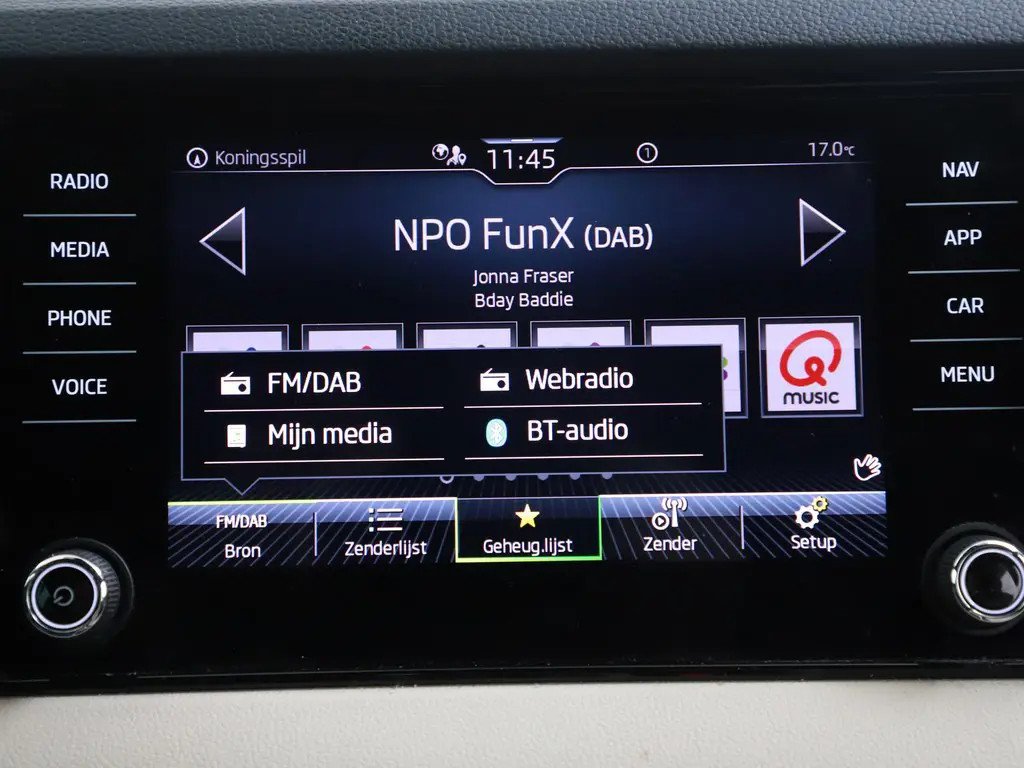 RADIO
MEDIA
PHONE
VOICE
Koningsspil
11:45
1
17.0°C
NPO FunX (DAB)
Jonna Fraser
Bday Baddie
Q
music
FM/DAB
Webradio
Mijn media
BT-audio
FM/DAB
Bron
Zenderlijst
Geheug.lijst
Zender
Setup
NAV
APP
CAR
MENU